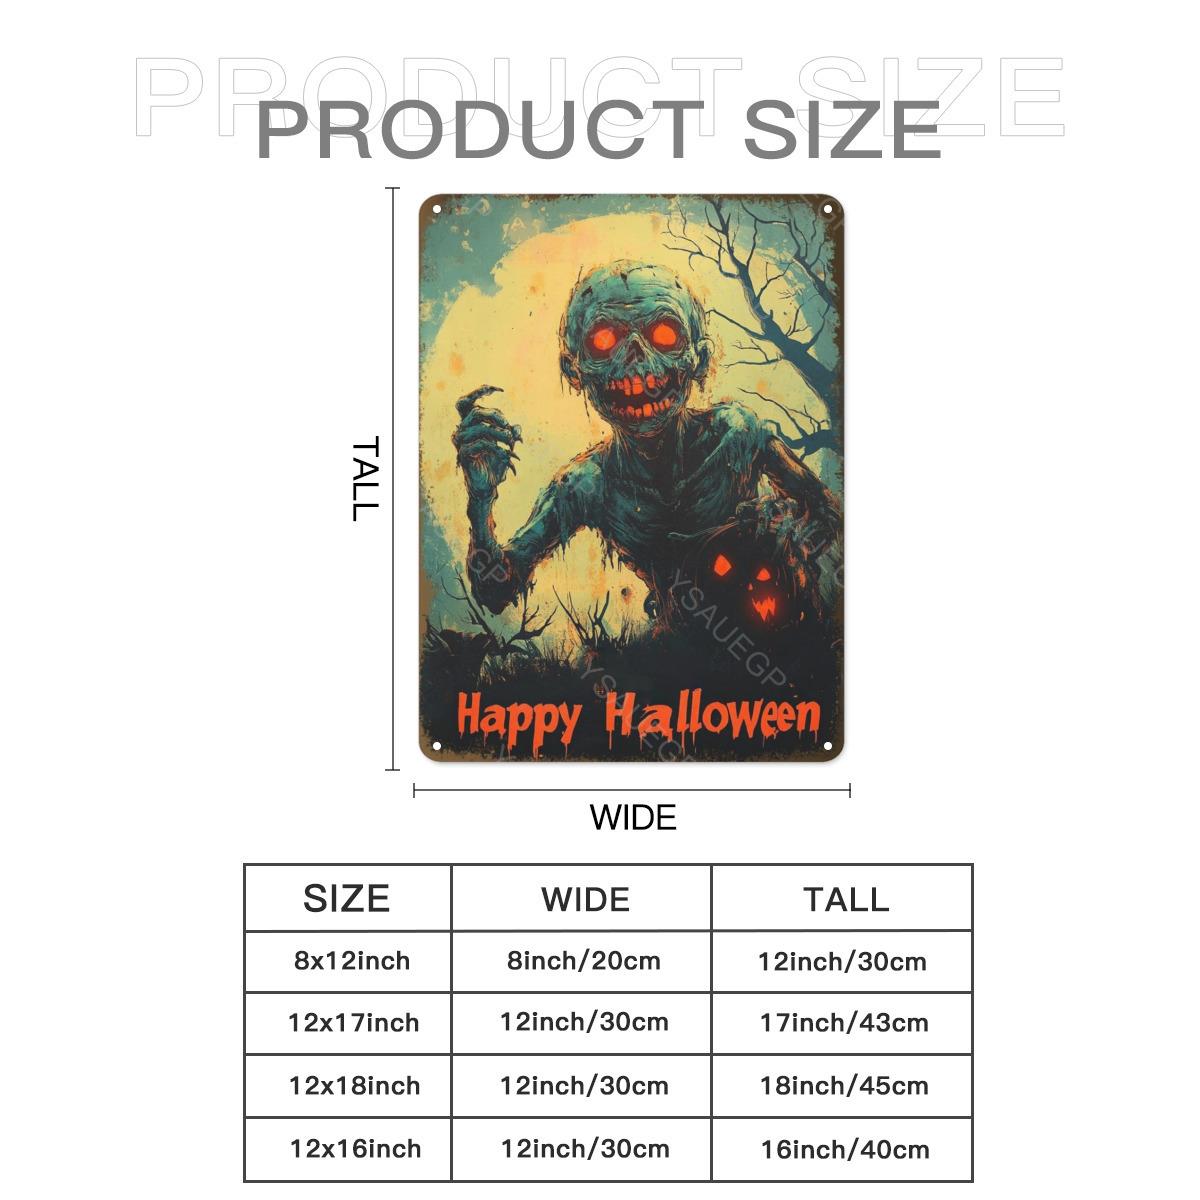 PRODUCT SIZE
PRODUCT SIZE
TALL
YSAUEGP
YSAUEGP
Happy Halloween
WIDE
SIZE WIDE TALL
8x12inch 8inch/20cm 12inch/30cm
12x17inch 12inch/30cm 17inch/43cm
12x18inch 12inch/30cm 18inch/45cm
12x16inch 12inch/30cm 16inch/40cm